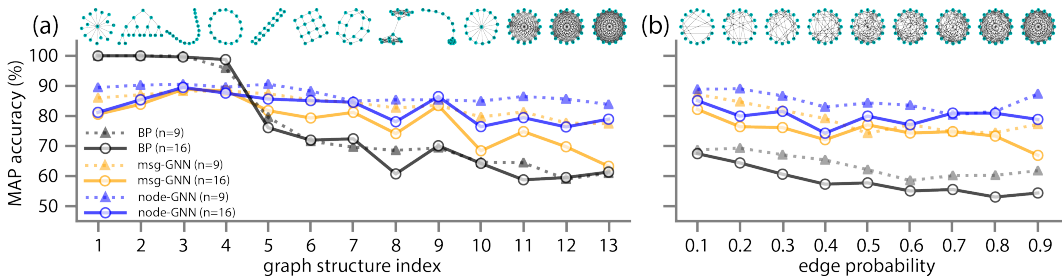 (a)
(b)
MAP accuracy (%)
100
90
80
70
60
50
BP (n=9)
BP (n=16)
msg-GNN (n=9)
msg-GNN (n=16)
node-GNN (n=9)
node-GNN (n=16)
1 2 3 4 5 6 7 8 9 10 11 12 13
graph structure index
0.1 0.2 0.3 0.4 0.5 0.6 0.7 0.8 0.9
edge probability